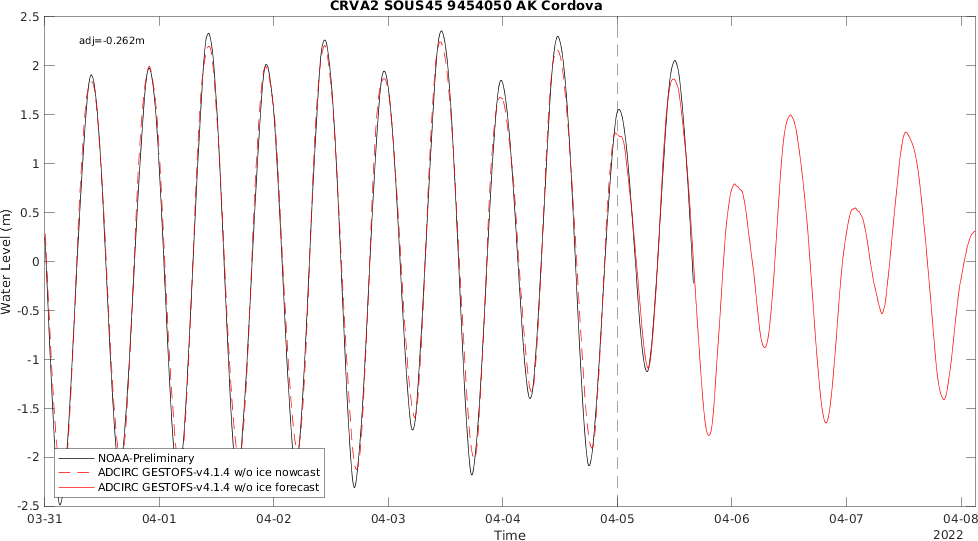 CRVA2 SOUS45 9454050 AK Cordova
adj=-0.262m
2.5
2
1.5
1
0.5
0
-0.5
-1
-1.5
-2
-2.5
Water Level (m)
NOAA-Preliminary
ADCIRC GESTOFS-v4.1.4 w/o ice nowcast
ADCIRC GESTOFS-v4.1.4 w/o ice forecast
03-31 04-01 04-02 04-03 04-04 04-05 04-06 04-07 04-08
Time
2022